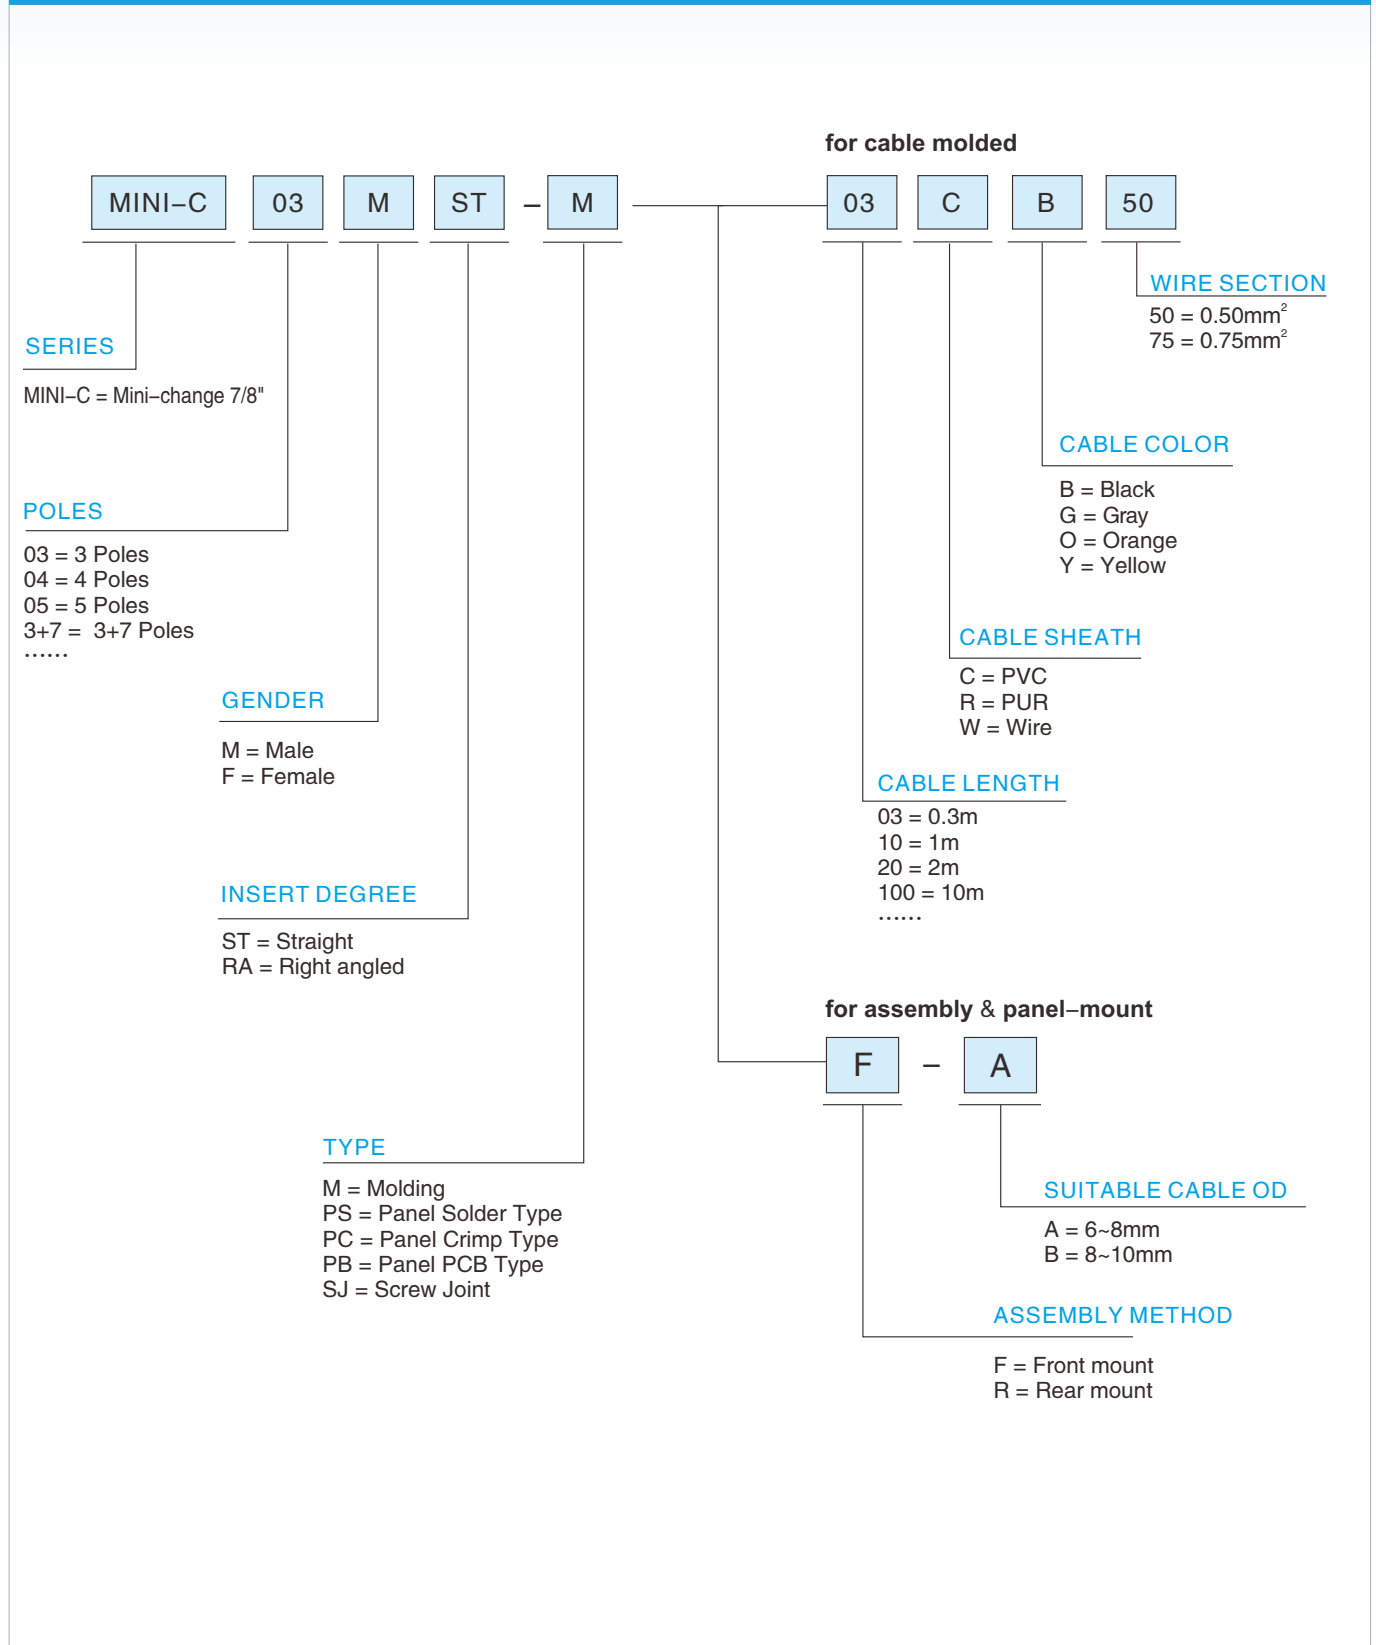 for cable molded
MINI–C 03 M ST – M 03 C B 50
WIRE SECTION
50 = 0.50mm²
75 = 0.75mm²
SERIES
MINI–C = Mini–change 7/8"
CABLE COLOR
B = Black
G = Gray
O = Orange
Y = Yellow
POLES
03 = 3 Poles
04 = 4 Poles
05 = 5 Poles
3+7 = 3+7 Poles
......
CABLE SHEATH
C = PVC
R = PUR
W = Wire
GENDER
M = Male
F = Female
CABLE LENGTH
03 = 0.3m
10 = 1m
20 = 2m
100 = 10m
......
INSERT DEGREE
ST = Straight
RA = Right angled
for assembly & panel–mount
F – A
TYPE
M = Molding
PS = Panel Solder Type
PC = Panel Crimp Type
PB = Panel PCB Type
SJ = Screw Joint
SUITABLE CABLE OD
A = 6~8mm
B = 8~10mm
ASSEMBLY METHOD
F = Front mount
R = Rear mount